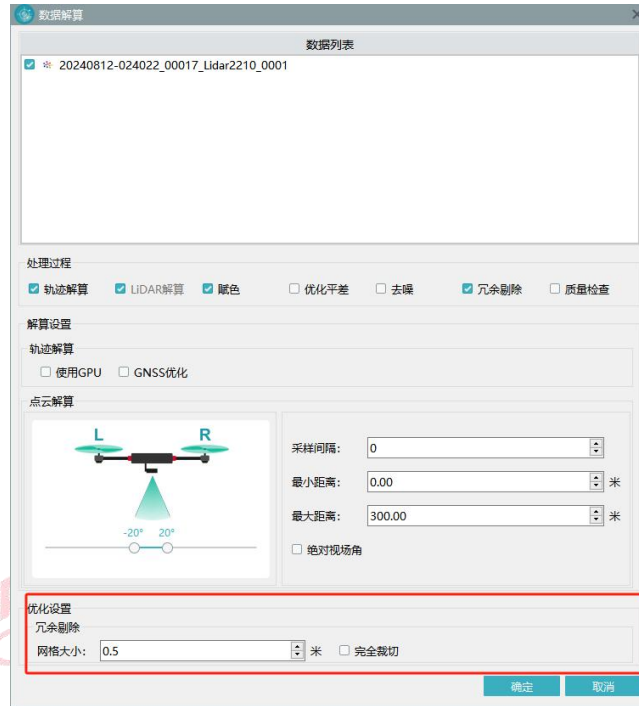 数据解算
数据列表
20240812-024022_00017_Lidar2210_0001
处理过程
轨迹解算 LiDAR解算 赋色 优化平差 去噪 冗余剔除 质量检查
解算设置
轨迹解算
使用GPU GNSS优化
点云解算
L R
-20° 20°
采样间隔: 0
最小距离: 0.00 米
最大距离: 300.00 米
绝对视场角
优化设置
冗余剔除
网格大小: 0.5 米 完全裁切
确定 取消